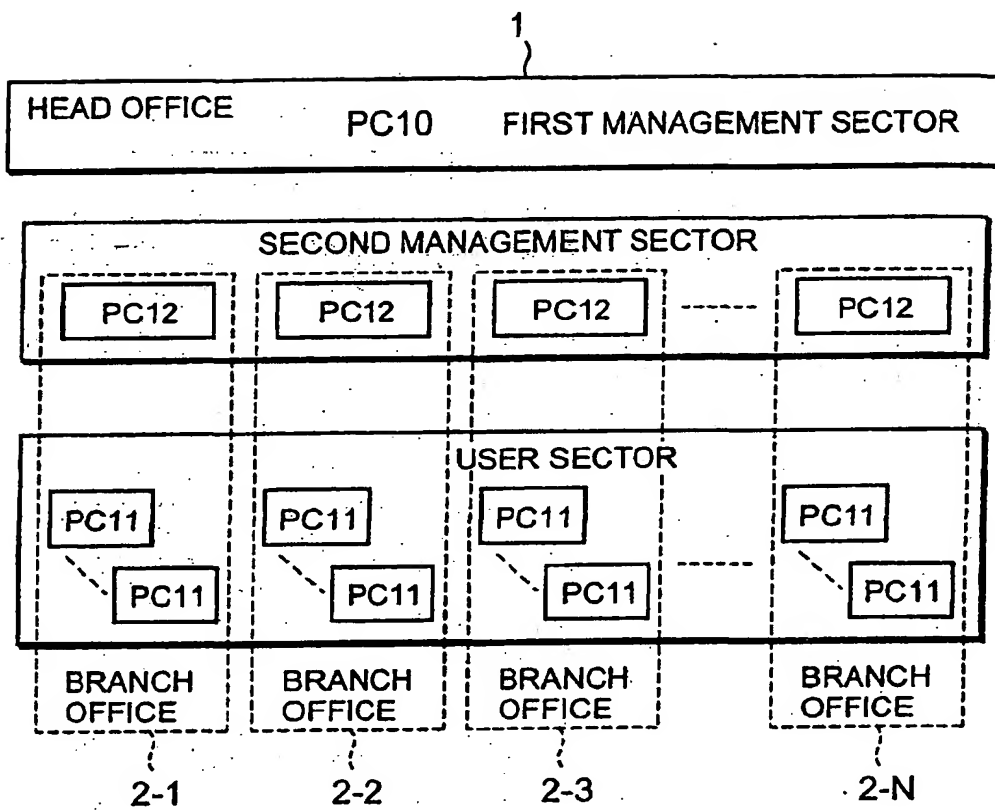 1
HEAD OFFICE PC10 FIRST MANAGEMENT SECTOR
SECOND MANAGEMENT SECTOR
PC12 PC12 PC12 PC12
USER SECTOR
PC11 PC11 PC11 PC11
PC11 PC11 PC11 PC11
BRANCH BRANCH BRANCH BRANCH
OFFICE OFFICE OFFICE OFFICE
2-1 2-2 2-3 2-N